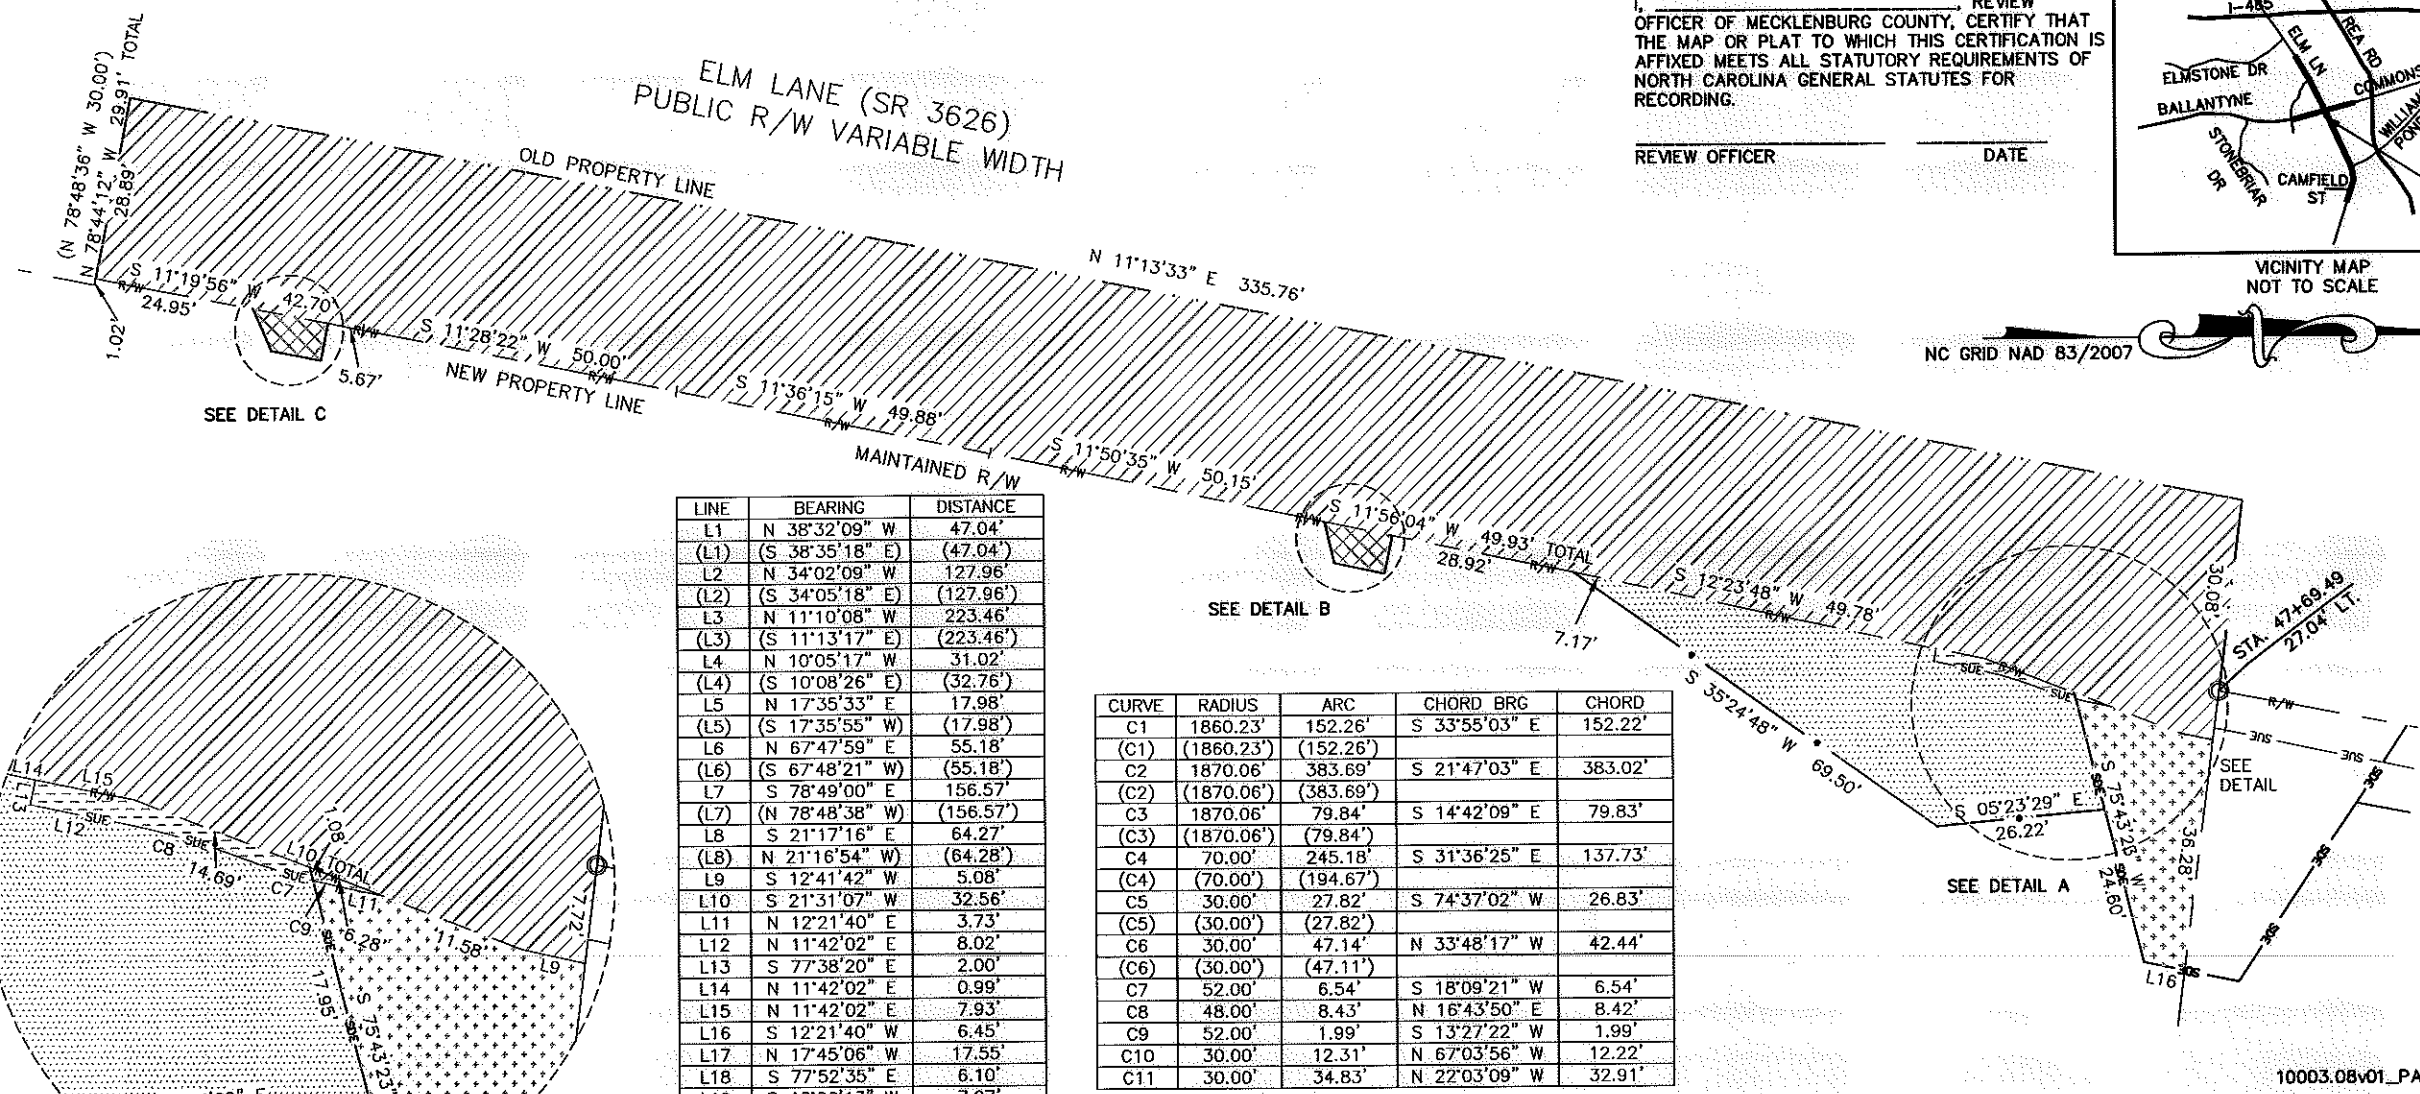 I, ____________, REVIEW
OFFICER OF MECKLENBURG COUNTY, CERTIFY THAT
THE MAP OR PLAT TO WHICH THIS CERTIFICATION IS
AFFIXED MEETS ALL STATUTORY REQUIREMENTS OF
NORTH CAROLINA GENERAL STATUTES FOR
RECORDING.
REVIEW OFFICER DATE
I-485
ELM LN
REA RD
ELMSTONE DR
COMMONS
BALLANTYNE
STONEBRIAR
DR
CAMFIELD
ST
VICINITY MAP
NOT TO SCALE
NC GRID NAD 83/2007
ELM LANE (SR 3626)
PUBLIC R/W VARIABLE WIDTH
(N 78°48'36" W 30.00')
N 78°44'12" W 29.91' TOTAL
28.89'
OLD PROPERTY LINE
N 11°13'33" E 335.76'
S 11°19'56" W 42.70'
R/W
24.95'
1.02'
5.67'
SEE DETAIL C
R/W
S 11°28'22" W 50.00'
R/W
NEW PROPERTY LINE
S 11°36'15" W 49.88'
R/W
MAINTAINED R/W
S 11°50'35" W 50.15'
R/W
R/W
S 11°56'04" W 49.93' TOTAL
28.92'
R/W
SEE DETAIL B
7.17'
S 12°23'48" W 49.78'
R/W
S 35°24'48" W 69.50'
30.08'
STA. 47+69.49
27.04' LT.
R/W
SUE
R/W
SUE
SUE
SUE
SEE
DETAIL
S 05°23'29" E
26.22'
S 75°43'23" W
24.60'
SDE
SDE
36.28'
SDE
SDE
SDE
SDE
SDE
SDE
L16
SEE DETAIL A
LINE BEARING DISTANCE
L1 N 38°32'09" W 47.04'
(L1) (S 38°35'18" E) (47.04')
L2 N 34°02'09" W 127.96'
(L2) (S 34°05'18" E) (127.96')
L3 N 11°10'08" W 223.46'
(L3) (S 11°13'17" E) (223.46')
L4 N 10°05'17" W 31.02'
(L4) (S 10°08'26" E) (32.76')
L5 N 17°35'33" E 17.98'
(L5) (S 17°35'55" W) (17.98')
L6 N 67°47'59" E 55.18'
(L6) (S 67°48'21" W) (55.18')
L7 S 78°49'00" E 156.57'
(L7) (N 78°48'38" W) (156.57')
L8 S 21°17'16" E 64.27'
(L8) N 21°16'54" W) (64.28')
L9 S 12°41'42" W 5.08'
L10 S 21°31'07" W 32.56'
L11 N 12°21'40" E 3.73'
L12 N 11°42'02" E 8.02'
L13 S 77°38'20" E 2.00'
L14 N 11°42'02" E 0.99'
L15 N 11°42'02" E 7.93'
L16 S 12°21'40" W 6.45'
L17 N 17°45'06" W 17.55'
L18 S 77°52'35" E 6.10'
CURVE RADIUS ARC CHORD BRG CHORD
C1 1860.23' 152.26' S 33°55'03" E 152.22'
(C1) (1860.23') (152.26')
C2 1870.06' 383.69' S 21°47'03" E 383.02'
(C2) (1870.06') (383.69')
C3 1870.06' 79.84' S 14°42'09" E 79.83'
(C3) (1870.06') (79.84')
C4 70.00' 245.18' S 31°36'25" E 137.73'
(C4) (70.00') (194.67')
C5 30.00' 27.82' S 74°37'02" W 26.83'
(C5) (30.00') (27.82')
C6 30.00' 47.14' N 33°48'17" W 42.44'
(C6) (30.00') (47.11')
C7 52.00' 6.54' S 18°09'21" W 6.54'
C8 48.00' 8.43' N 16°43'50" E 8.42'
C9 52.00' 1.99' S 13°27'22" W 1.99'
C10 30.00' 12.31' N 67°03'56" W 12.22'
C11 30.00' 34.83' N 22°03'09" W 32.91'
L14
L15
R/W
L13
L12
SUE
C8
SUE
14.69'
1.08'
L10 TOTAL
R/W
SUE
C7
L11
C9
6.28"
11.58'
L9
7.72'
SDE
17.95'
S 75°43'23"
SDE
10003.08v01_PA